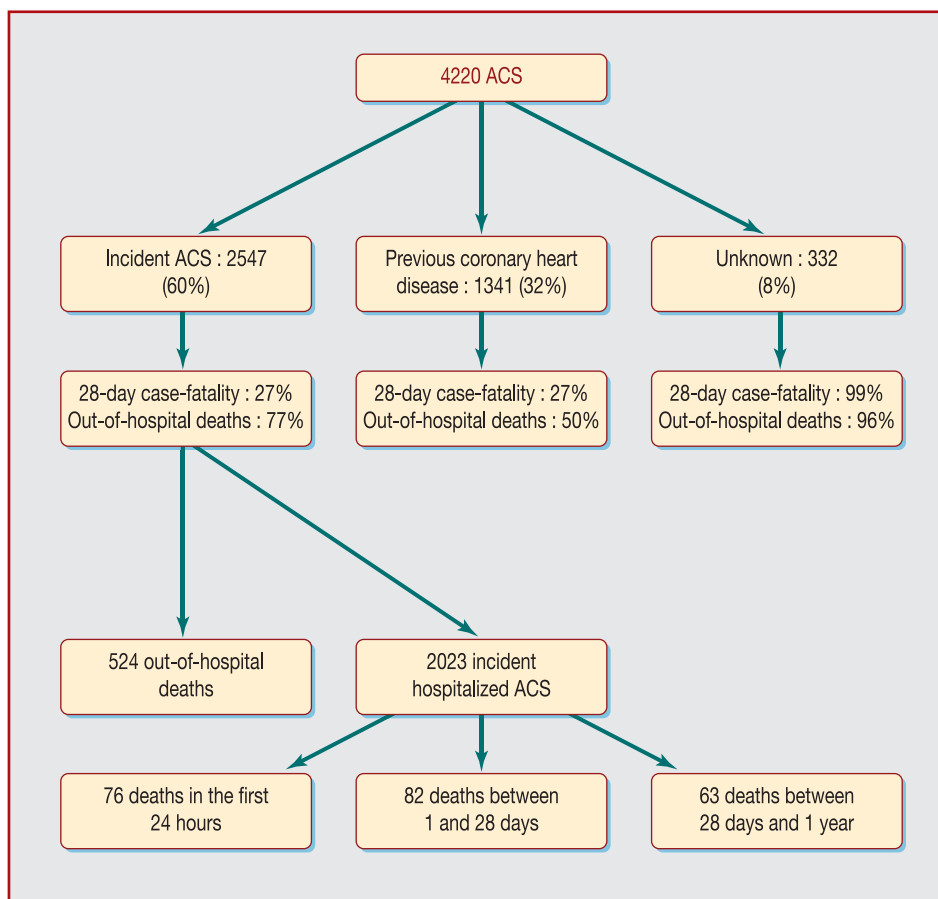 4220 ACS
Incident ACS : 2547
(60%)
Previous coronary heart
disease : 1341 (32%)
Unknown : 332
(8%)
28-day case-fatality : 27%
Out-of-hospital deaths : 77%
28-day case-fatality : 27%
Out-of-hospital deaths : 50%
28-day case-fatality : 99%
Out-of-hospital deaths : 96%
524 out-of-hospital
deaths
2023 incident
hospitalized ACS
76 deaths in the first
24 hours
82 deaths between
1 and 28 days
63 deaths between
28 days and 1 year